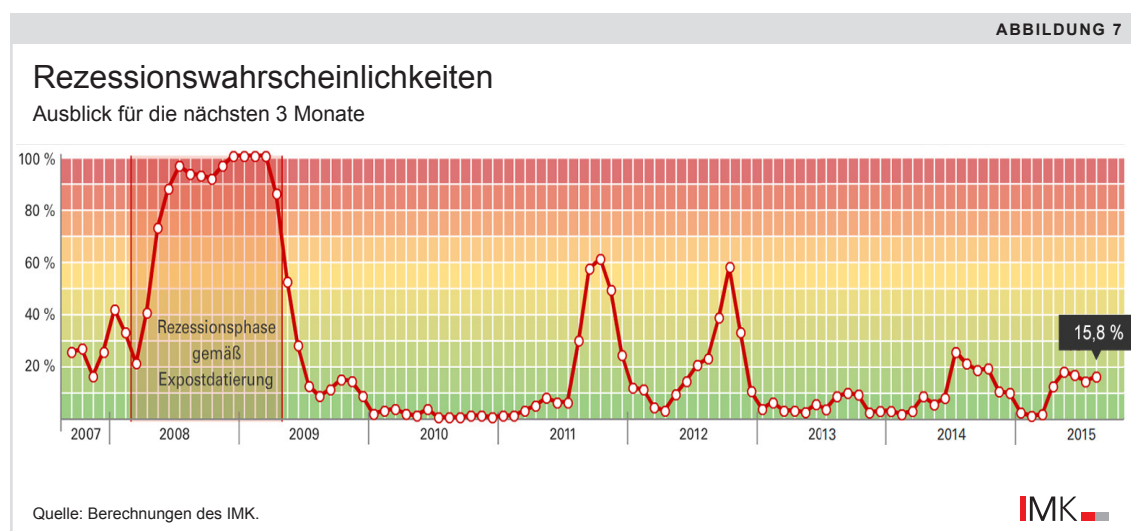 ABBILDUNG 7
Rezessionswahrscheinlichkeiten
Ausblick für die nächsten 3 Monate
100 %
80 %
60 %
40 %
20 %
Rezessionsphase
gemäß
Expostdatierung
15,8 %
2007 2008 2009 2010 2011 2012 2013 2014 2015
Quelle: Berechnungen des IMK.
IMK